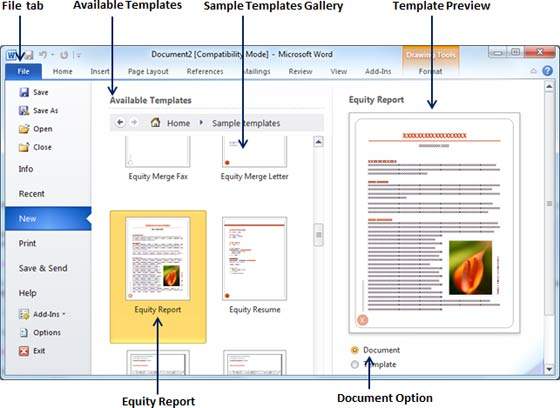 File tab
Available Templates
Sample Templates Gallery
Template Preview
Document2 [Compatibility Mode] - Microsoft Word
Drawing Tools
File Home Insert Page Layout References Mailings Review View Add-Ins Format
Save
Save As
Open
Close
Info
Recent
New
Print
Save & Send
Help
Add-Ins
Options
Exit
Available Templates
Home Sample templates
Equity Merge Fax
Equity Merge Letter
Equity Report
Equity Resume
Equity Report
Document
Template
Equity Report
Document Option